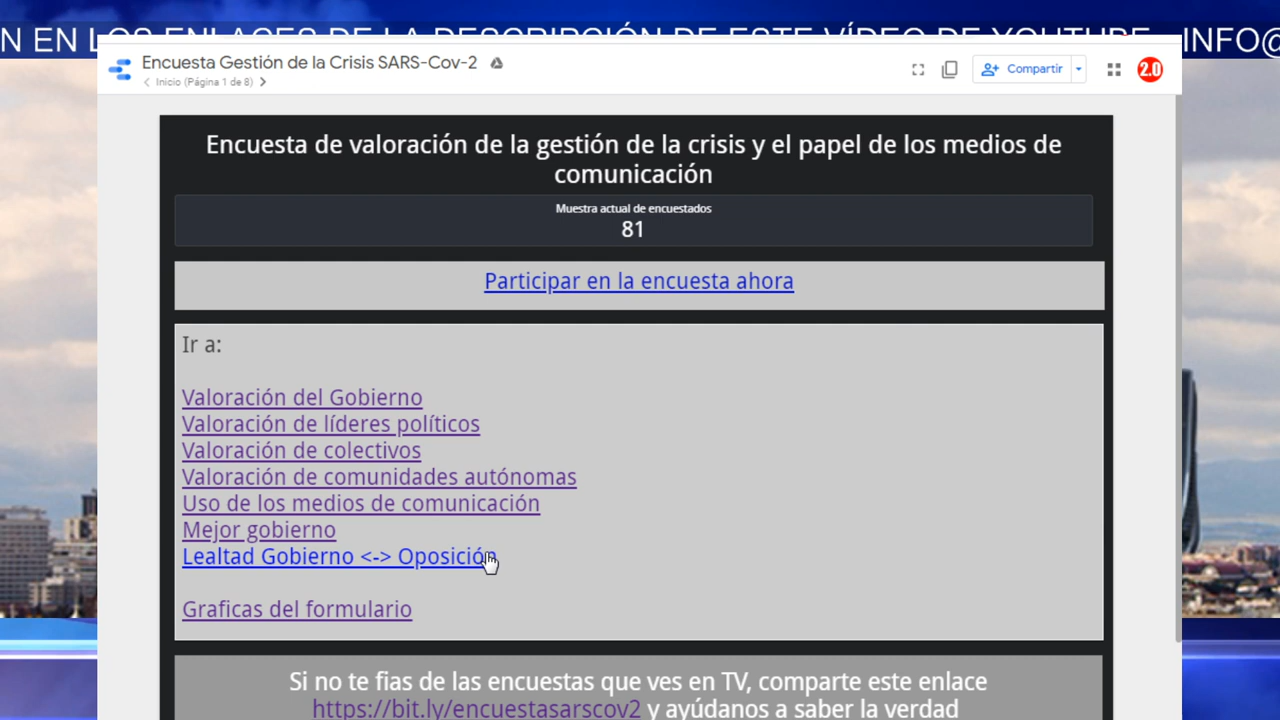 N EN LOS ENLACES DE LA DESCRIPCIÓN DE ESTE VÍDEO DE YOUTUBE INFO@
Encuesta Gestión de la Crisis SARS-Cov-2
Inicio (Página 1 de 8)
Compartir
2.0
Encuesta de valoración de la gestión de la crisis y el papel de los medios de
comunicación
Muestra actual de encuestados
81
Participar en la encuesta ahora
Ir a:
Valoración del Gobierno
Valoración de líderes políticos
Valoración de colectivos
Valoración de comunidades autónomas
Uso de los medios de comunicación
Mejor gobierno
Lealtad Gobierno <-> Oposición
Graficas del formulario
Si no te fias de las encuestas que ves en TV, comparte este enlace
https://bit.ly/encuestasarscov2 y ayúdanos a saber la verdad